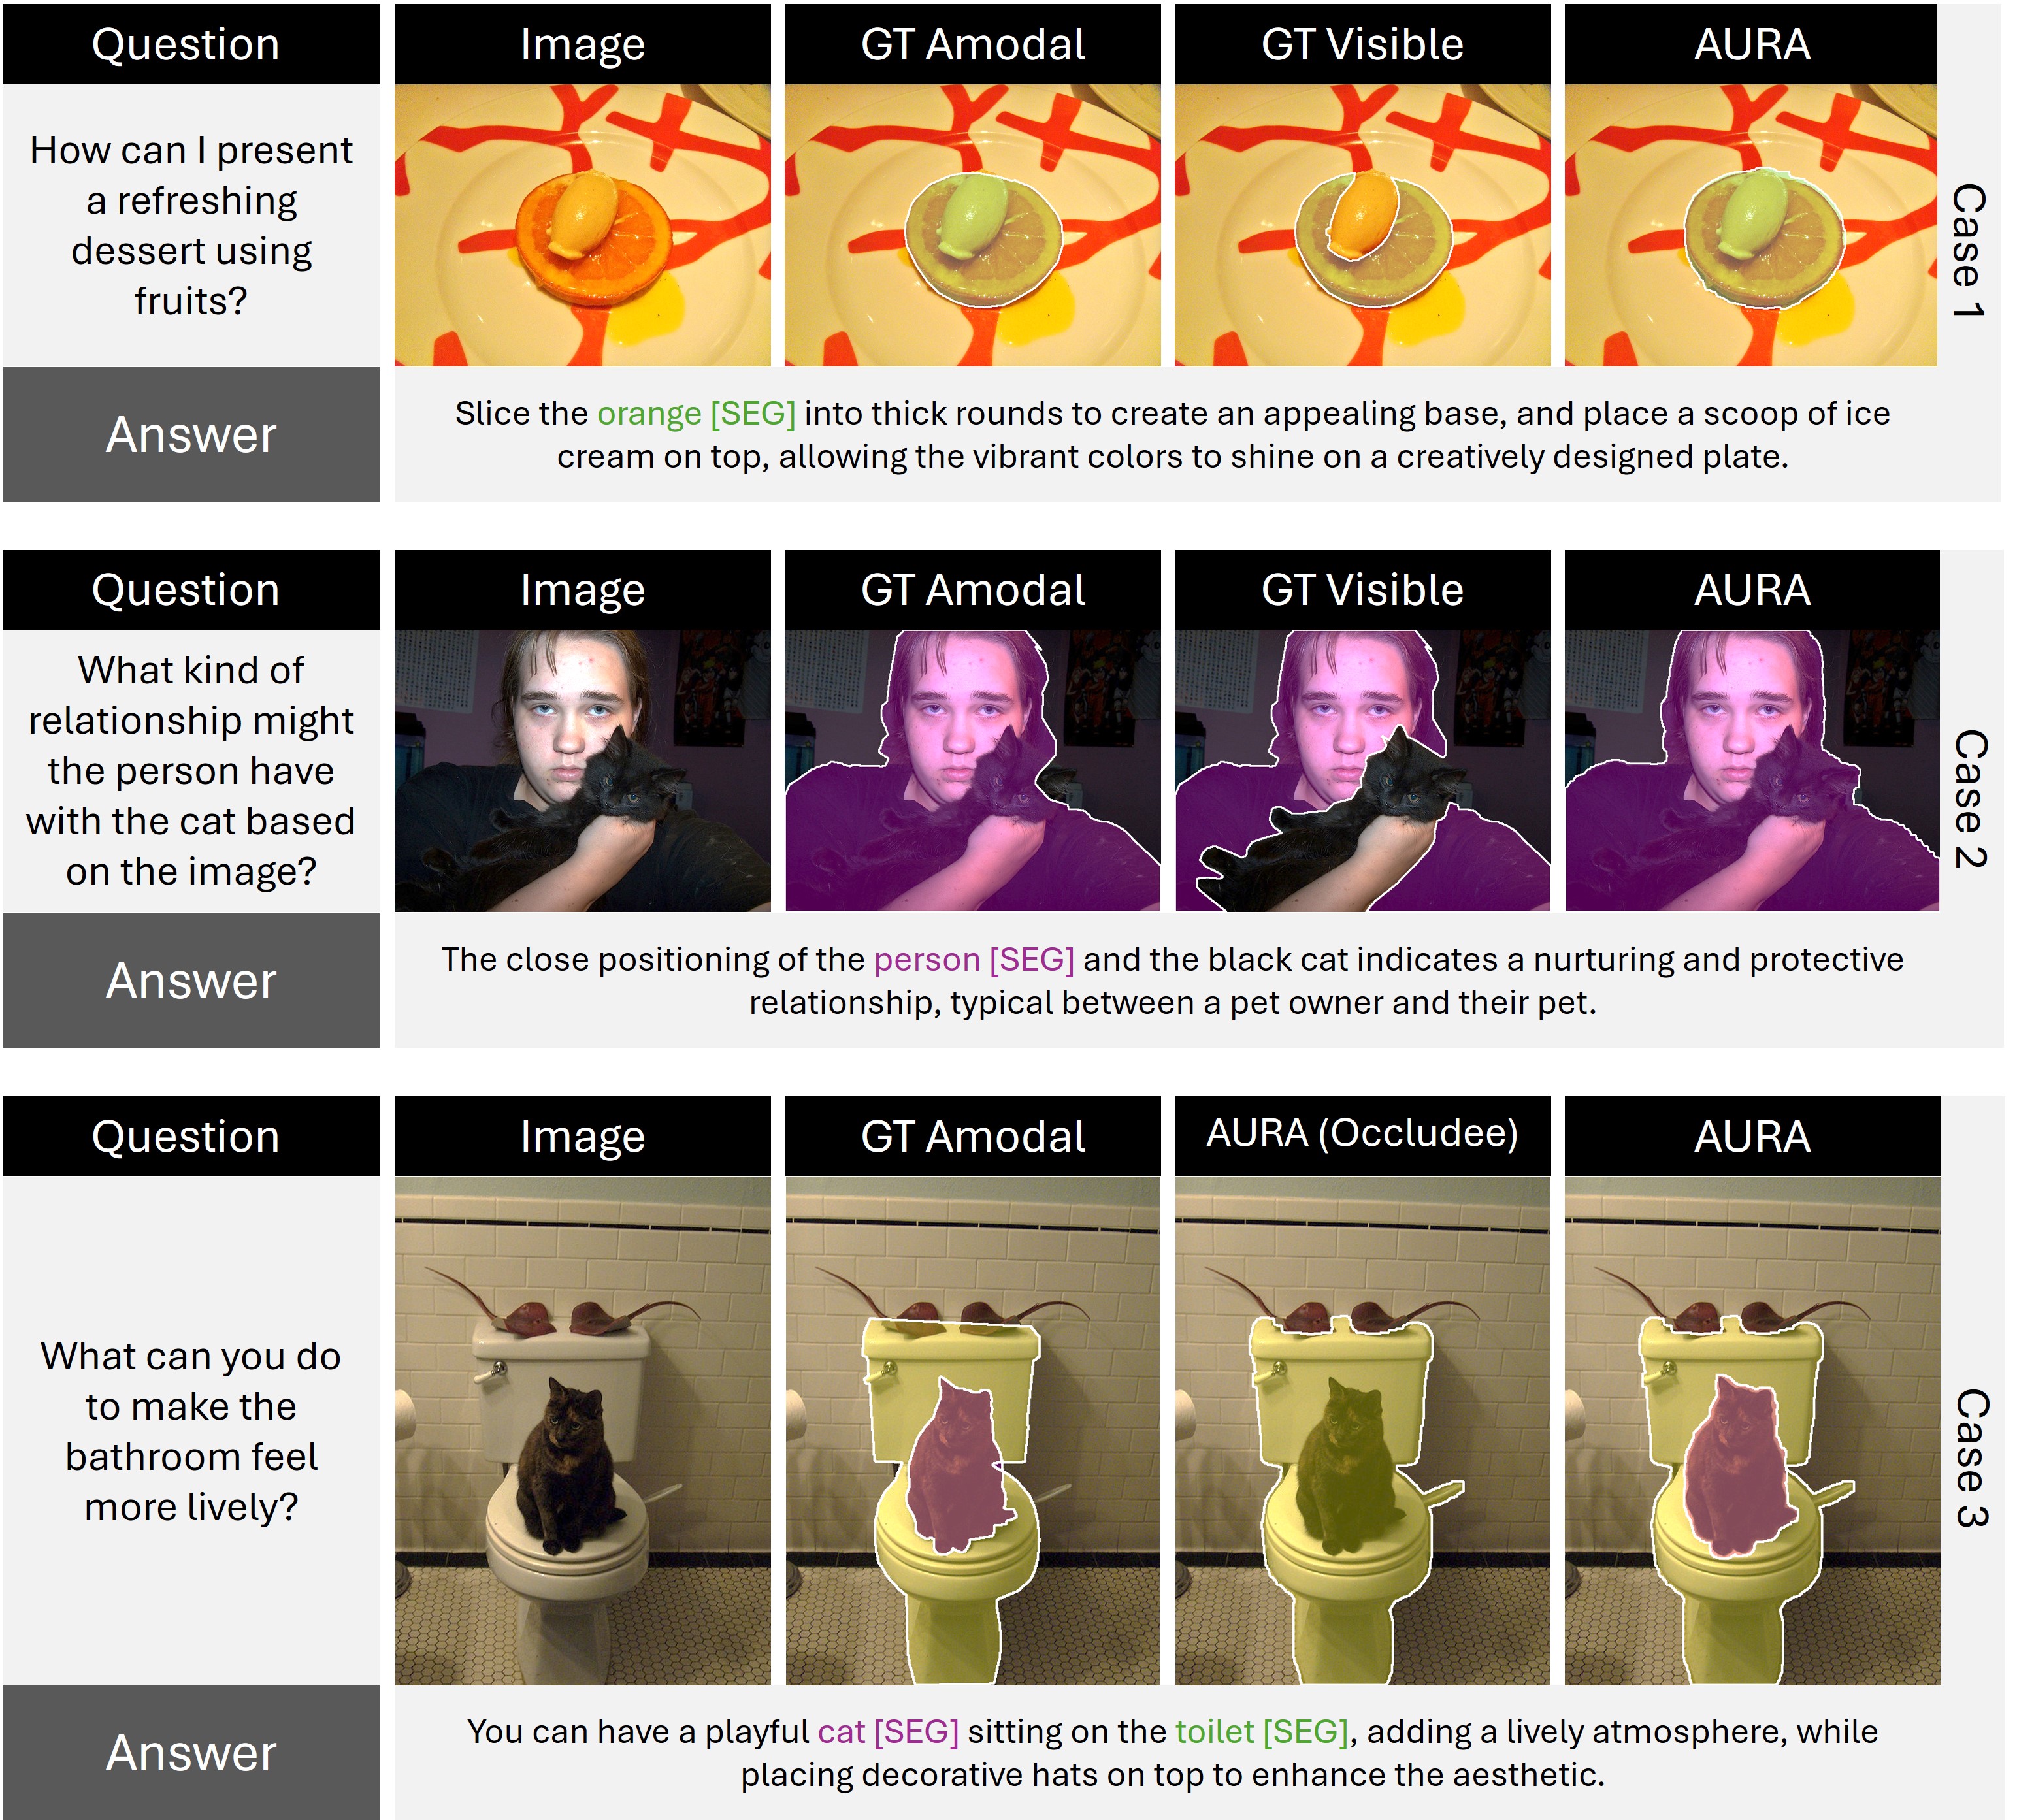 Question
Image
GT Amodal
GT Visible
AURA
How can I present
a refreshing
dessert using
fruits?
Case 1
Answer
Slice the orange [SEG] into thick rounds to create an appealing base, and place a scoop of ice
cream on top, allowing the vibrant colors to shine on a creatively designed plate.
Question
Image
GT Amodal
GT Visible
AURA
What kind of
relationship might
the person have
with the cat based
on the image?
Case 2
Answer
The close positioning of the person [SEG] and the black cat indicates a nurturing and protective
relationship, typical between a pet owner and their pet.
Question
Image
GT Amodal
AURA (Occludee)
AURA
What can you do
to make the
bathroom feel
more lively?
Case 3
Answer
You can have a playful cat [SEG] sitting on the toilet [SEG], adding a lively atmosphere, while
placing decorative hats on top to enhance the aesthetic.